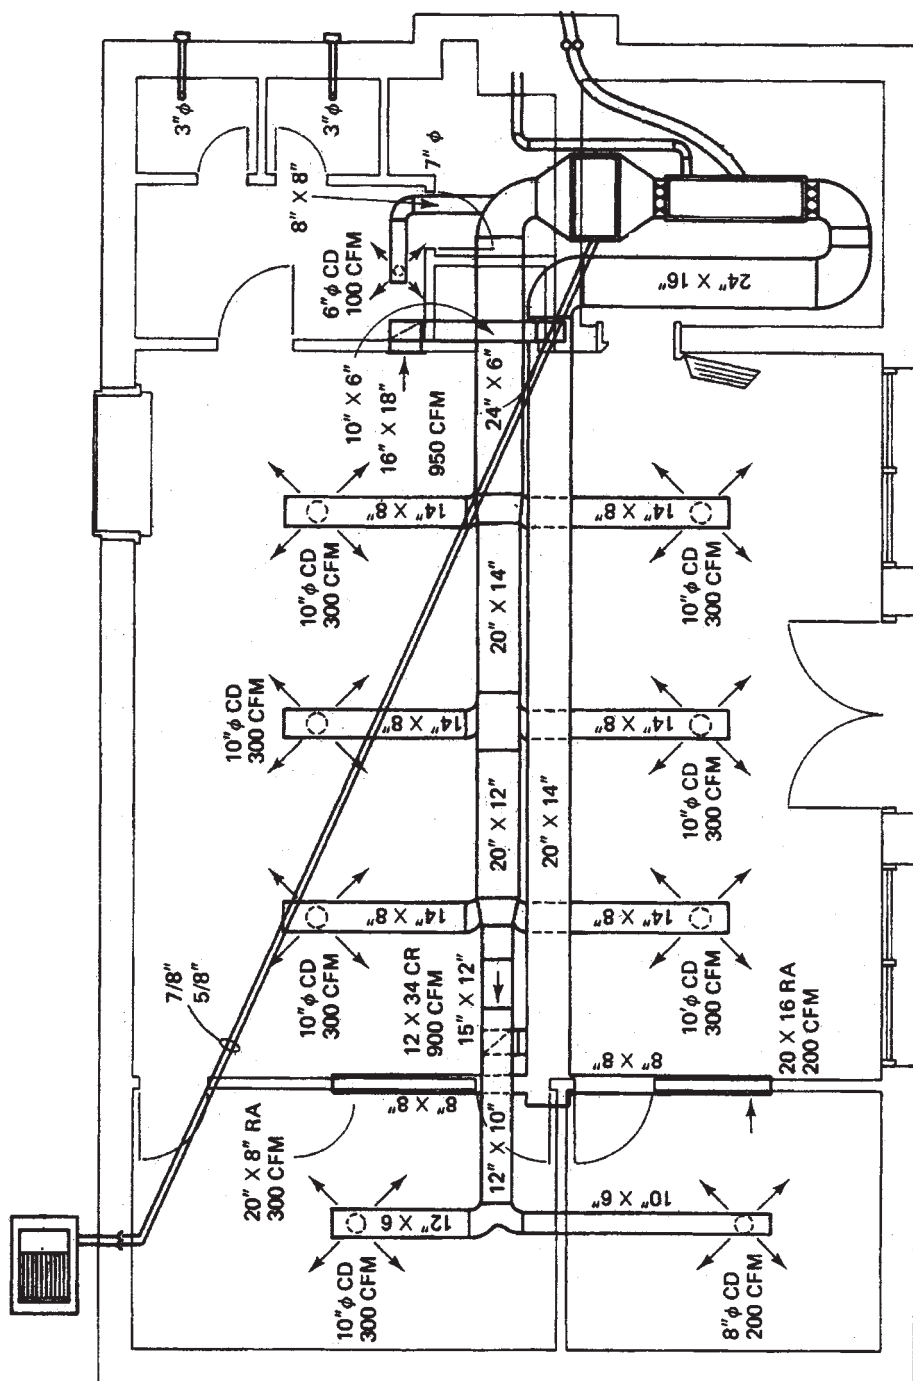 3"ϕ
3"ϕ
7" ϕ
8" X 8"
6"ϕ CD
100 CFM
24" X 16"
10" X 6"
16" X 18"
950 CFM
24" X 6"
14" X 8"
14" X 8"
10"ϕ CD
300 CFM
10"ϕ CD
300 CFM
20" X 14"
10"ϕ CD
300 CFM
14" X 8"
14" X 8"
10"ϕ CD
300 CFM
20" X 12"
20" X 14"
14" X 8"
14" X 8"
10"ϕ CD
300 CFM
10'ϕ CD
300 CFM
7/8"
5/8"
12 X 34 CR
900 CFM
15" X 12"
8" X 8"
20 X 16 RA
200 CFM
8" X 8"
20" X 8" RA
300 CFM
12" X 10"
12" X 6
10" X 6"
10"ϕ CD
300 CFM
8"ϕ CD
200 CFM